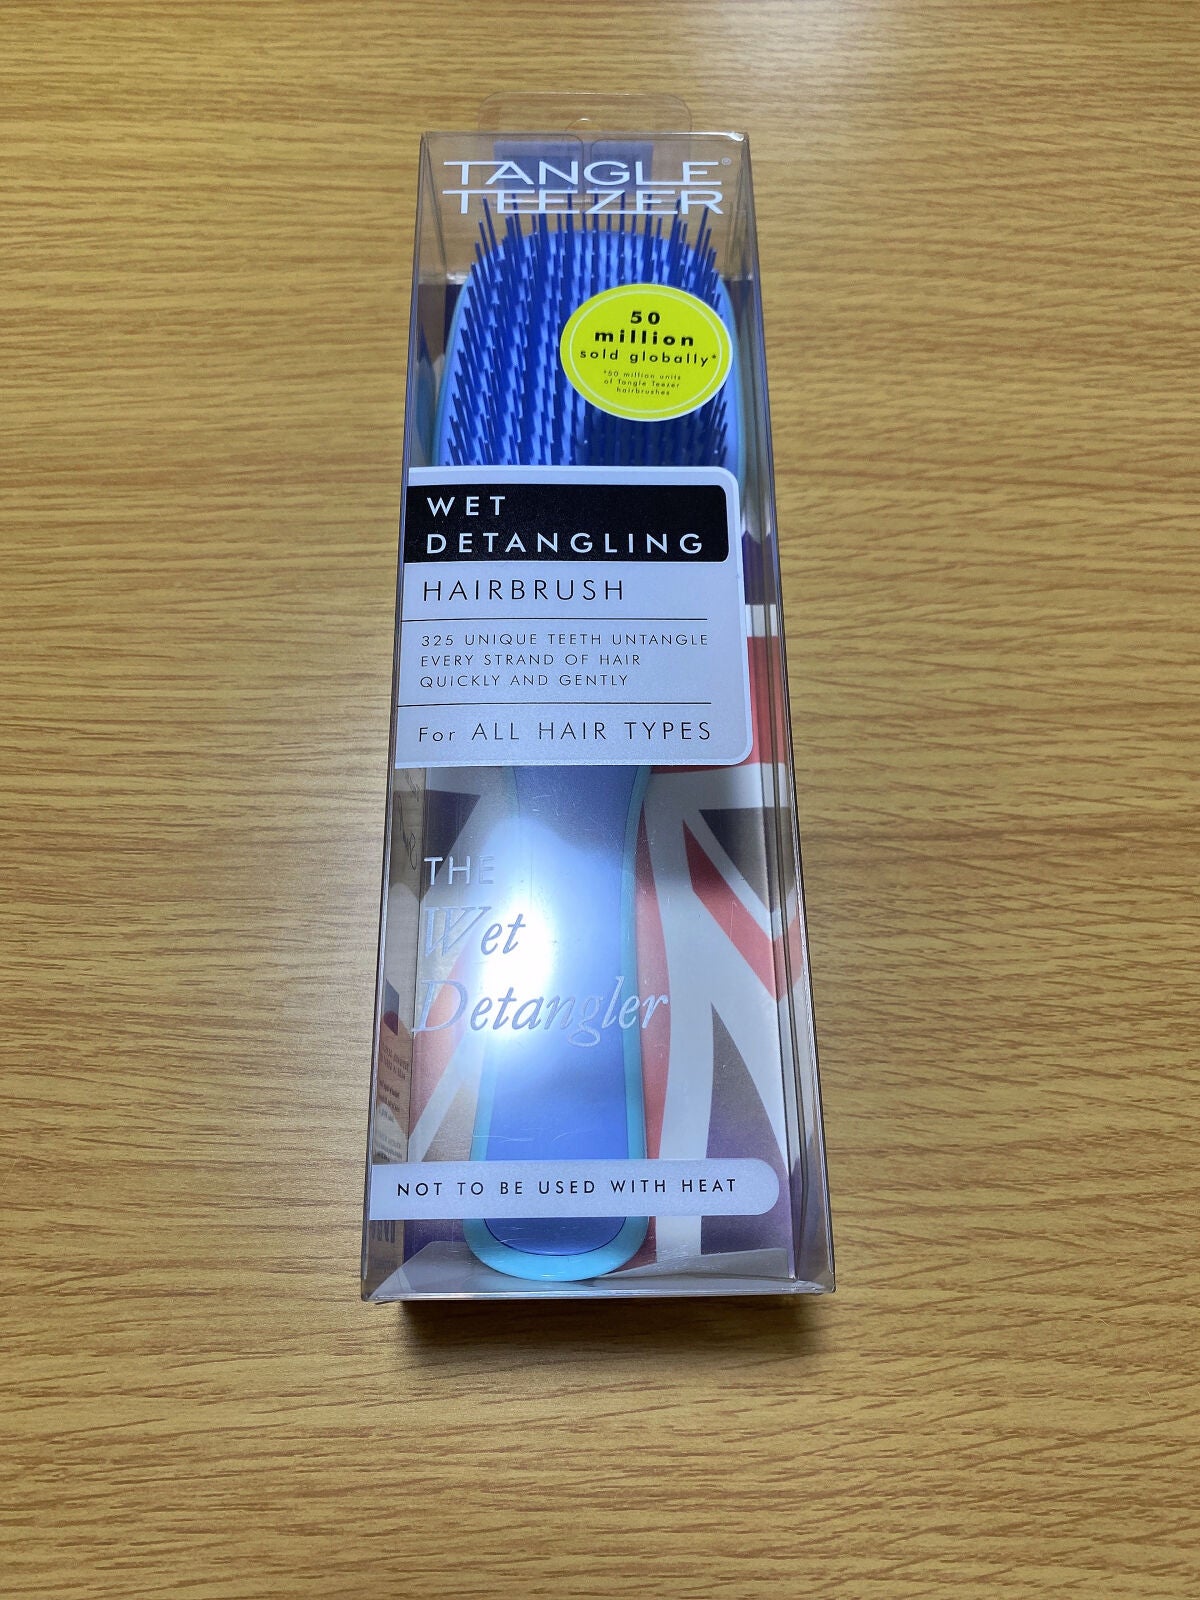 TANGLE®
TEEZER
50
million
sold globally*
*50 million units
of Tangle Teezer
hairbrushes
WET
DETANGLING
HAIRBRUSH
325 UNIQUE TEETH UNTANGLE
EVERY STRAND OF HAIR
QUICKLY AND GENTLY
For ALL HAIR TYPES
THE
Wet
Detangler
NOT TO BE USED WITH HEAT